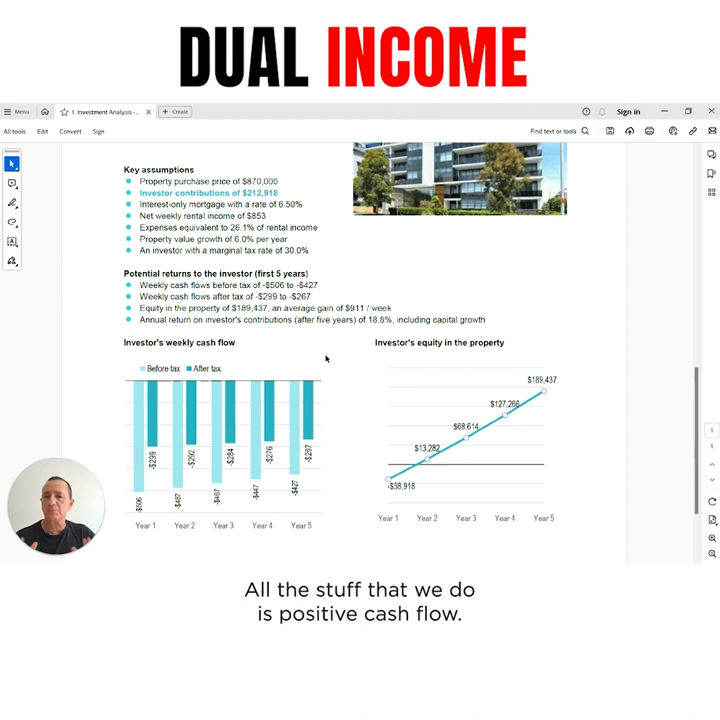 DUAL INCOME
Menu
1. Investment Analysis -...
Create
Sign in
All tools Edit Convert Sign
Find text or tools
Key assumptions
Property purchase price of $870,000
Investor contributions of $212,918
Interest-only mortgage with a rate of 6.50%
Net weekly rental income of $853
Expenses equivalent to 26.1% of rental income
Property value growth of 6.0% per year
An investor with a marginal tax rate of 30.0%
Potential returns to the investor (first 5 years)
Weekly cash flows before tax of -$506 to -$427
Weekly cash flows after tax of -$299 to -$267
Equity in the property of $189,437, an average gain of $911 / week
Annual return on investor's contributions (after five years) of 18.8%, including capital growth
Investor's weekly cash flow
Before tax After tax
-$506 -$299 -$487 -$292 -$467 -$284 -$447 -$276 -$427 -$267
Year 1 Year 2 Year 3 Year 4 Year 5
Investor's equity in the property
-$38,918 $13,282 $68,614 $127,266 $189,437
Year 1 Year 2 Year 3 Year 4 Year 5
1
1
All the stuff that we do
is positive cash flow.